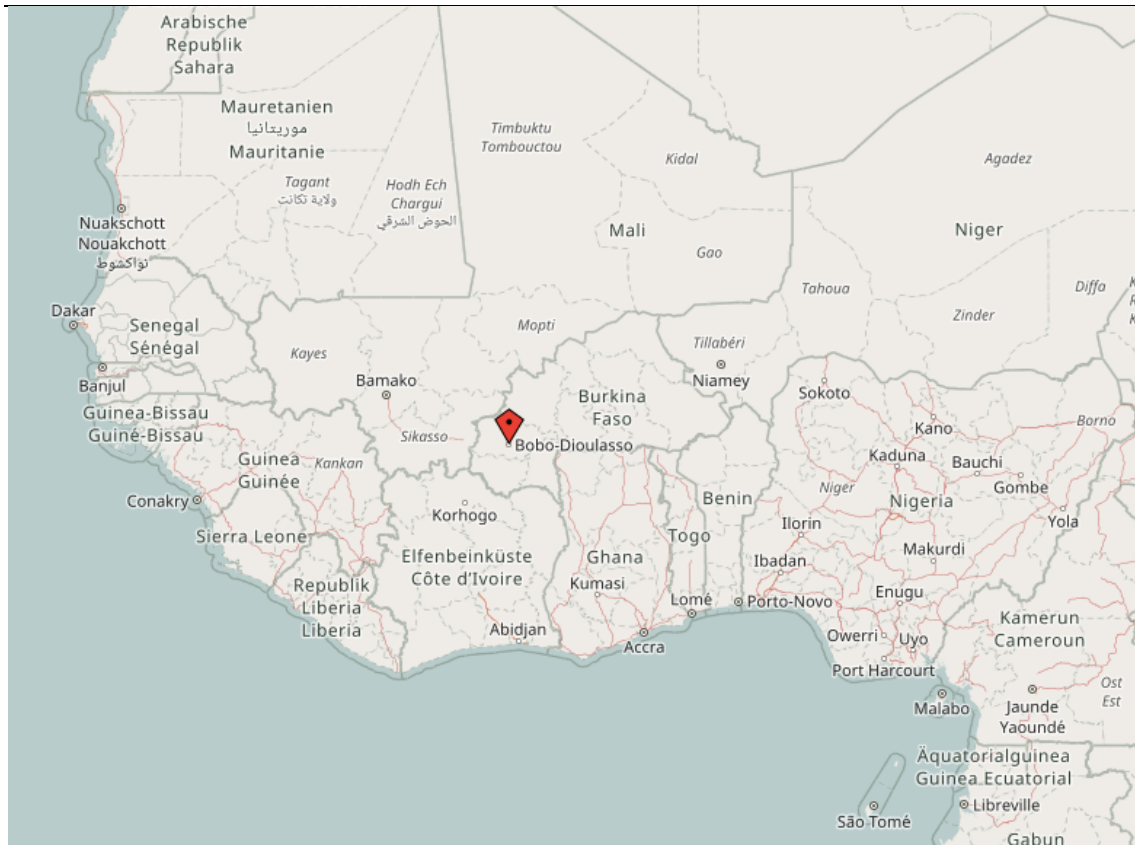 Arabische
Republik
Sahara
Mauretanien
موريتانيا
Mauritanie
Timbuktu
Tombouctou
Kidal
Agadez
Tagant
ولاية تكانت
Hodh Ech
Chargui
الحوض الشرقي
Nuakschott
Nouakchott
نواكشوط
Mali
Niger
Gao
Tahoua
Diffa
Zinder
Dakar
Senegal
Sénégal
Mopti
Kayes
Tillabéri
Niamey
Banjul
Bamako
Burkina
Faso
Sokoto
Guinea-Bissau
Guiné-Bissau
Sikasso
Bobo-Dioulasso
Kano
Borno
Guinea
Guinée
Kankan
Kaduna
Bauchi
Gombe
Niger
Nigeria
Conakry
Korhogo
Benin
Yola
Sierra Leone
Togo
Ilorin
Elfenbeinküste
Côte d'Ivoire
Ghana
Ibadan
Makurdi
Republik
Liberia
Liberia
Kumasi
Lomé
Porto-Novo
Enugu
Kamerun
Cameroun
Abidjan
Accra
Owerri
Uyo
Port Harcourt
Ost
Est
Malabo
Jaunde
Yaoundé
Äquatorialguinea
Guinea Ecuatorial
São Tomé
Libreville
Gabun